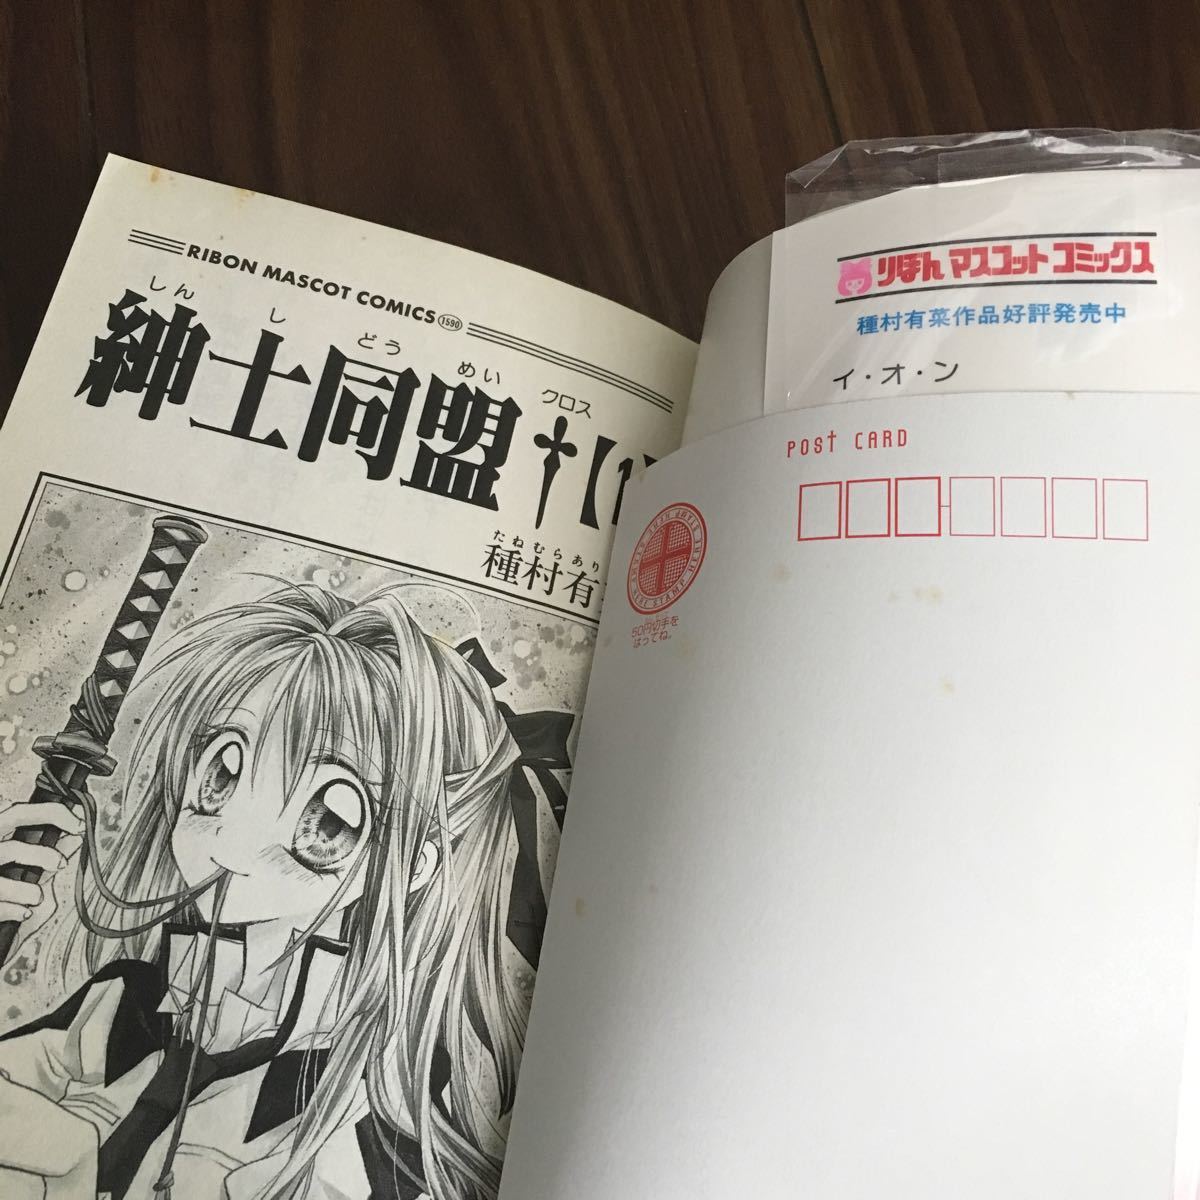 RIBON MASCOT COMICS 1590
しん し どう めい クロス
紳士同盟†【1
たねむらあり
種村有
りぼんマスコットコミックス
種村有菜作品好評発売中
イ・オ・ン
POST CARD
50円切手を
はってね。